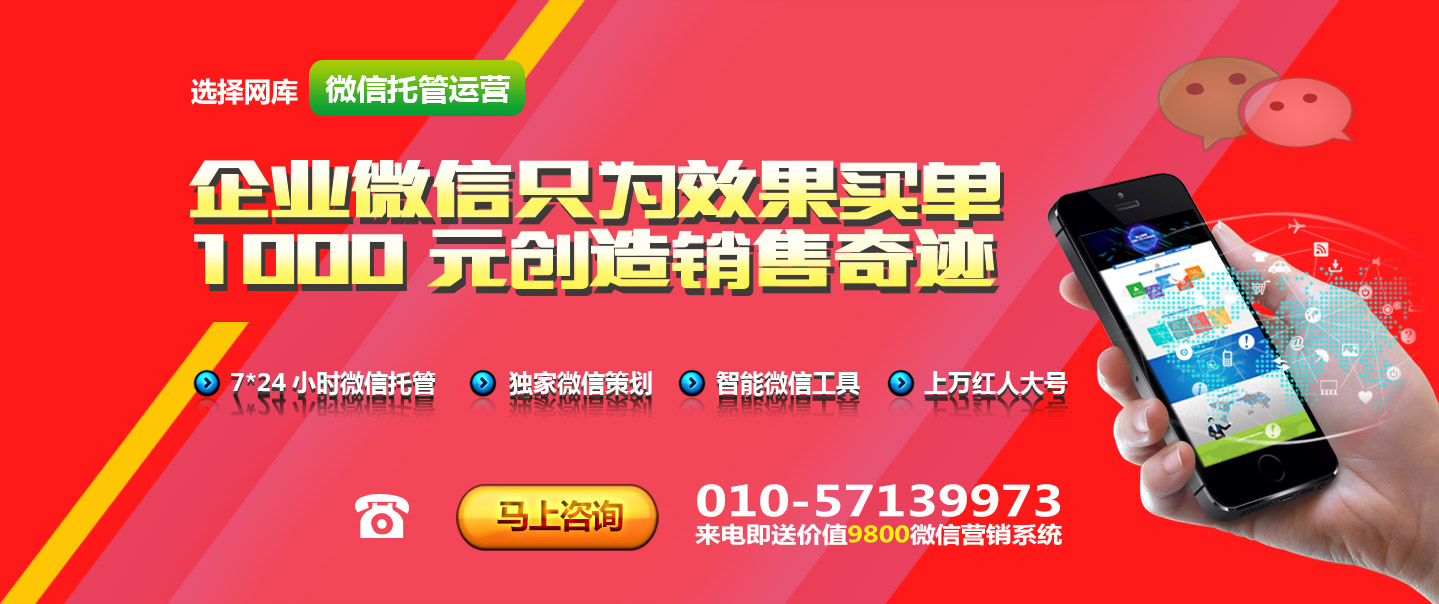 选择网库 微信托管运营
企业微信只为效果买单
1000 元创造销售奇迹
7*24 小时微信托管 独家微信策划 智能微信工具 上万红人大号
马上咨询 010-57139973
来电即送价值9800微信营销系统